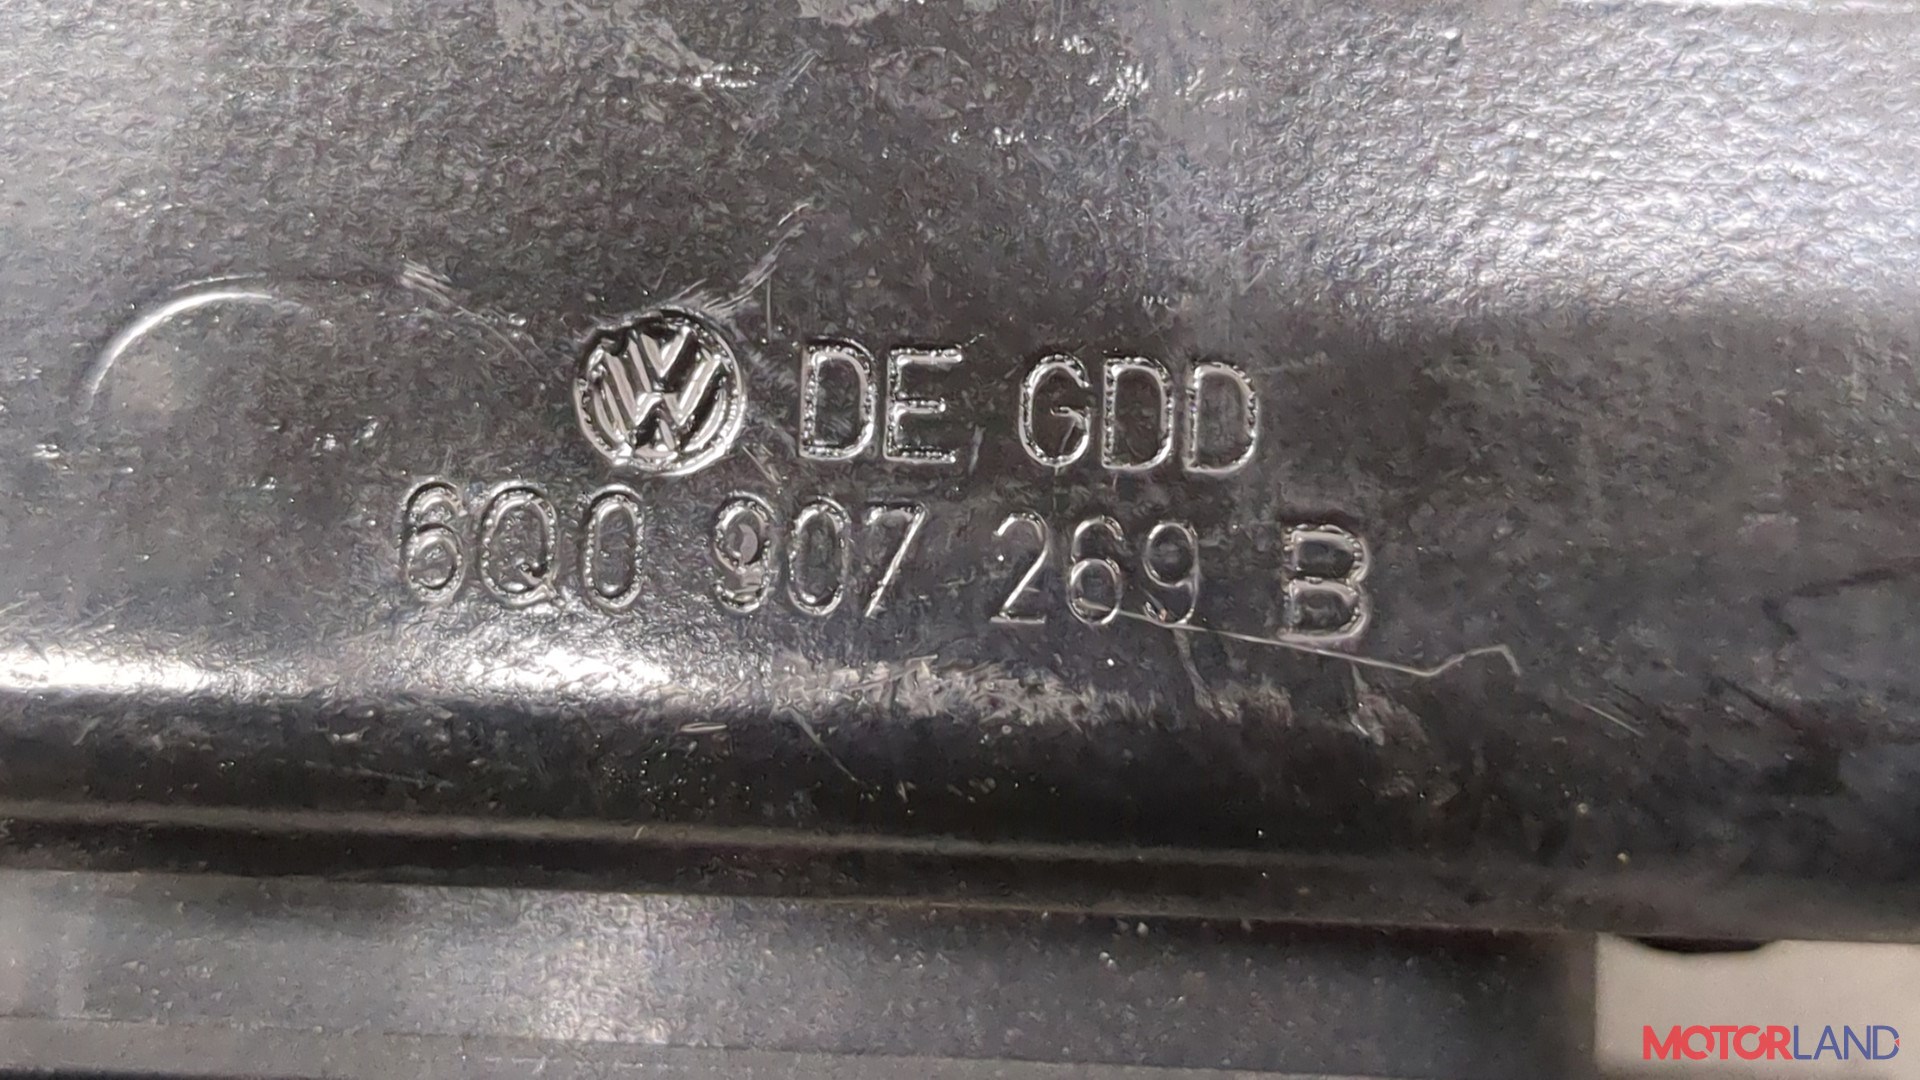 DE GDD
6Q0 907 269 B
MOTORLAND